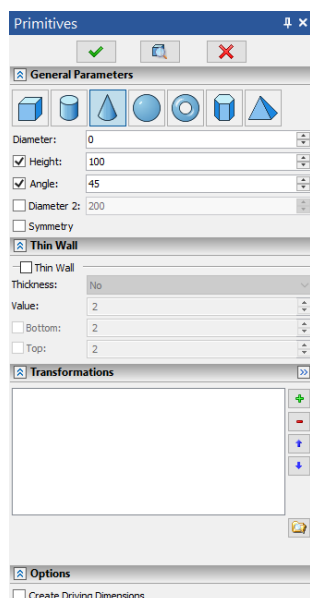 Primitives
General Parameters
Diameter: 0
Height: 100
Angle: 45
Diameter 2: 200
Symmetry
Thin Wall
Thin Wall
Thickness: No
Value: 2
Bottom: 2
Top: 2
Transformations
Options
Create Driving Dimensions